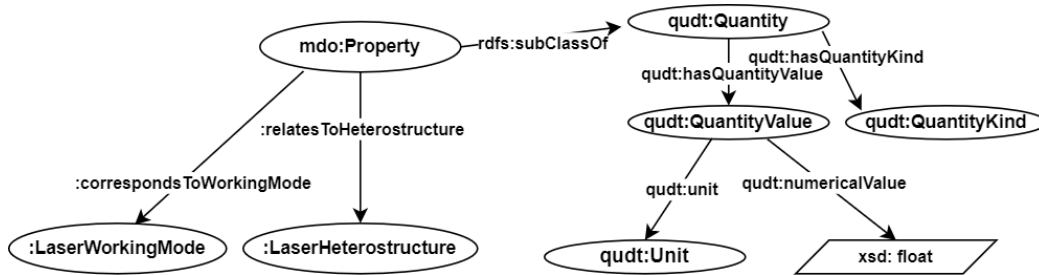 qudt:Quantity
mdo:Property
rdfs:subClassOf
qudt:hasQuantityKind
qudt:hasQuantityValue
:relatesToHeterostructure
qudt:QuantityValue
qudt:QuantityKind
:correspondsToWorkingMode
qudt:unit
qudt:numericalValue
:LaserWorkingMode
:LaserHeterostructure
qudt:Unit
xsd: float